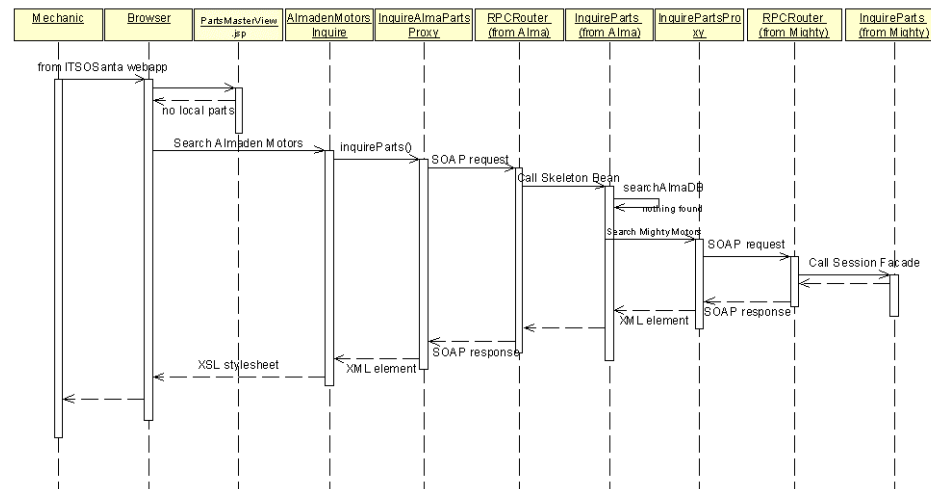 Mechanic
Browser
PartsMasterView
.jsp
AlmadenMotors
Inquire
InquireAlmaParts
Proxy
RPCRouter
(from Alma)
InquireParts
(from Alma)
InquirePartsPro
xy
RPCRouter
(from Mighty)
InquireParts
(from Mighty)
from ITSOSanta webapp
no local parts
Search Almaden Motors
inquireParts()
SOAP request
Call Skeleton Bean
searchAlmaDB
nothing found
Search MightyMotors
SOAP request
Call Session Facade
SOAP response
XML element
SOAP response
XML element
XSL stylesheet